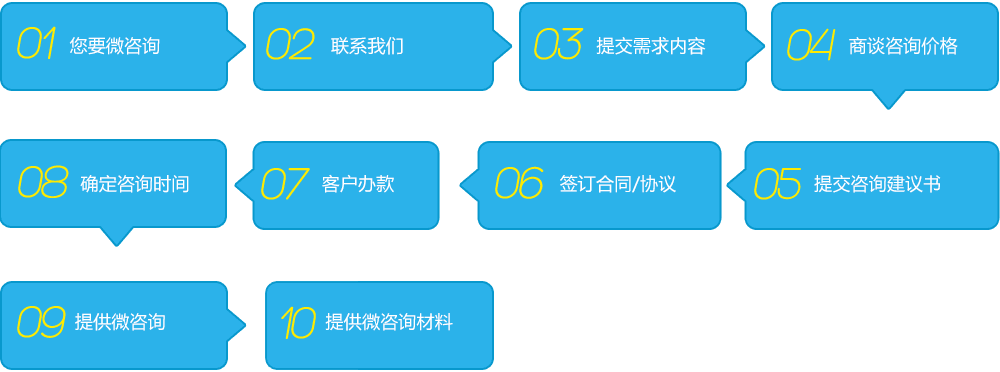 01 您要微咨询
02 联系我们
03 提交需求内容
04 商谈咨询价格
05 提交咨询建议书
06 签订合同/协议
07 客户办款
08 确定咨询时间
09 提供微咨询
10 提供微咨询材料